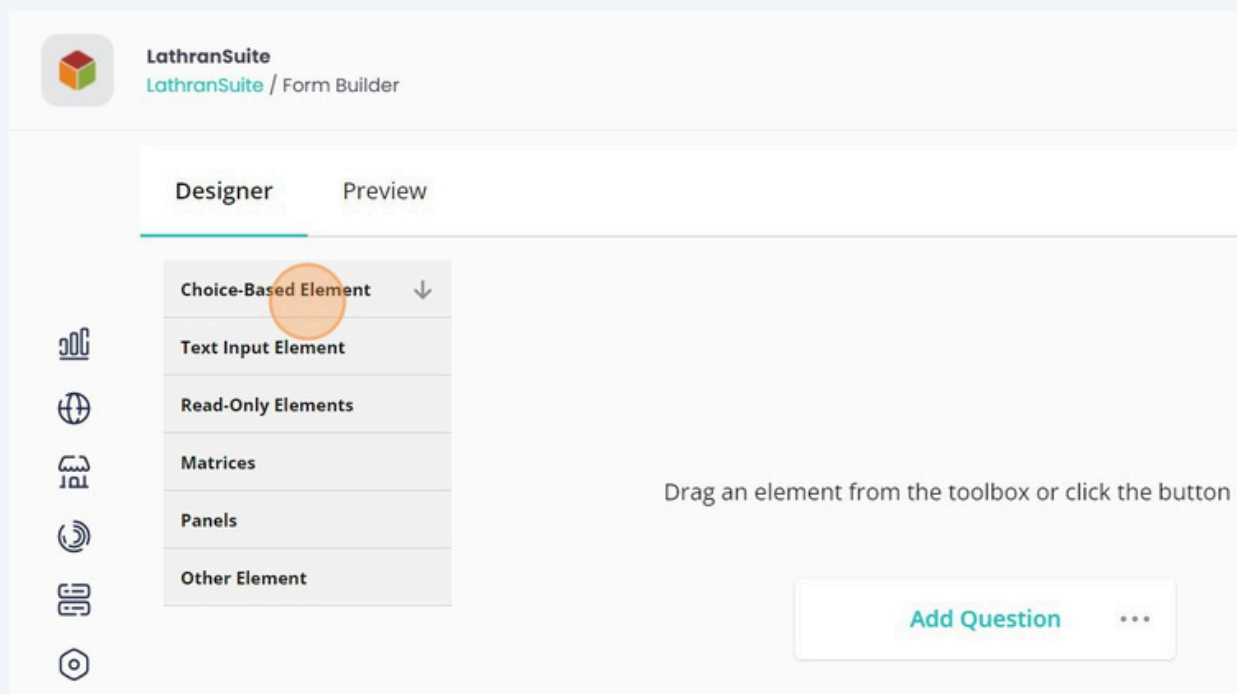 LathranSuite
LathranSuite / Form Builder
Designer Preview
Choice-Based Element
Text Input Element
Read-Only Elements
Matrices
Panels
Other Element
Drag an element from the toolbox or click the button
Add Question